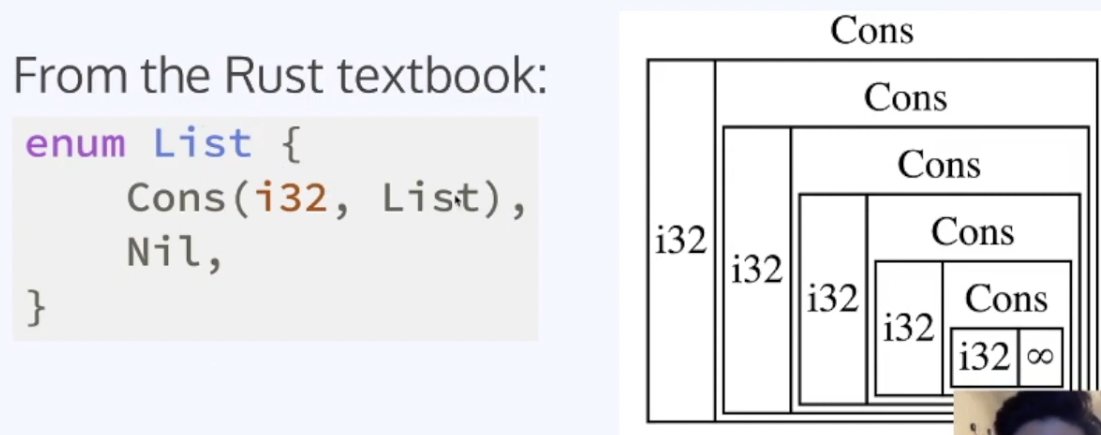 From the Rust textbook:
enum List {
    Cons(i32, List),
    Nil,
}
Cons
Cons
Cons
Cons
Cons
i32
i32
i32
i32
i32 ∞